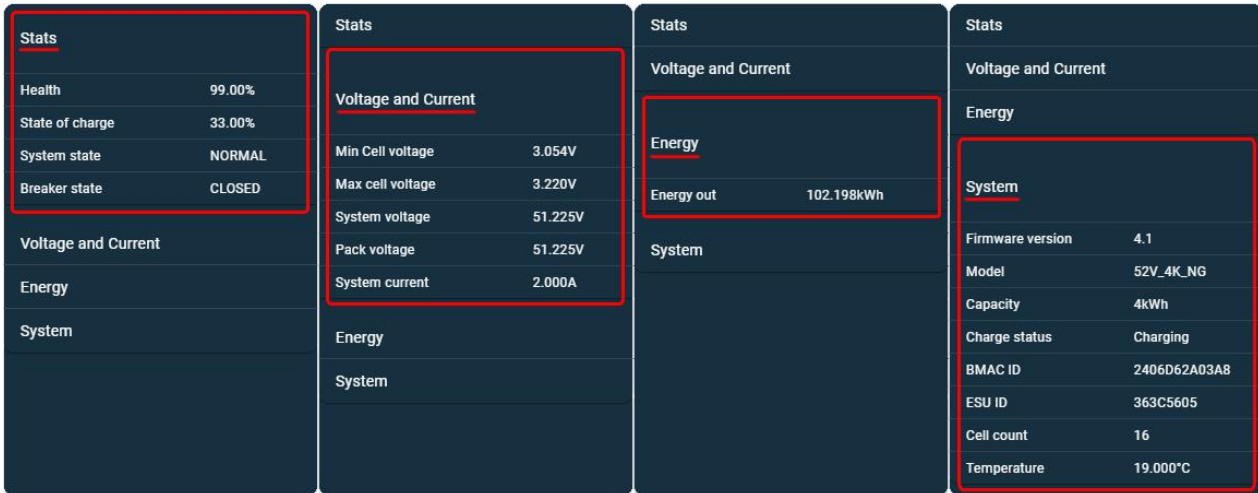 Stats
Health 99.00%
State of charge 33.00%
System state NORMAL
Breaker state CLOSED
Voltage and Current
Energy
System
Stats
Voltage and Current
Min Cell voltage 3.054V
Max cell voltage 3.220V
System voltage 51.225V
Pack voltage 51.225V
System current 2.000A
Energy
System
Stats
Voltage and Current
Energy
Energy out 102.198kWh
System
Stats
Voltage and Current
Energy
System
Firmware version 4.1
Model 52V_4K_NG
Capacity 4kWh
Charge status Charging
BMAC ID 2406D62A03A8
ESU ID 363C5605
Cell count 16
Temperature 19.000°C